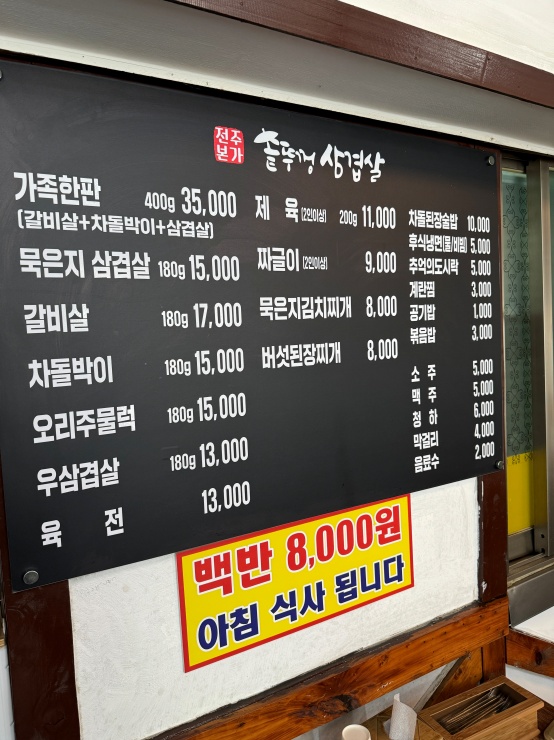 전주본가 솥뚜껑 삼겹살
가족한판 400g 35,000
(갈비살+차돌박이+삼겹살)
묵은지 삼겹살 180g 15,000
갈비살 180g 17,000
차돌박이 180g 15,000
오리주물럭 180g 15,000
우삼겹살 180g 13,000
육 전 13,000
제 육 (2인이상) 200g 11,000
짜글이 (2인이상) 9,000
묵은지김치찌개 8,000
버섯된장찌개 8,000
차돌된장술밥 10,000
후식냉면(물/비빔) 5,000
추억의도시락 5,000
계란찜 3,000
공기밥 1,000
볶음밥 3,000
소 주 5,000
맥 주 5,000
청 하 6,000
막걸리 4,000
음료수 2,000
백반 8,000원
아침 식사 됩니다